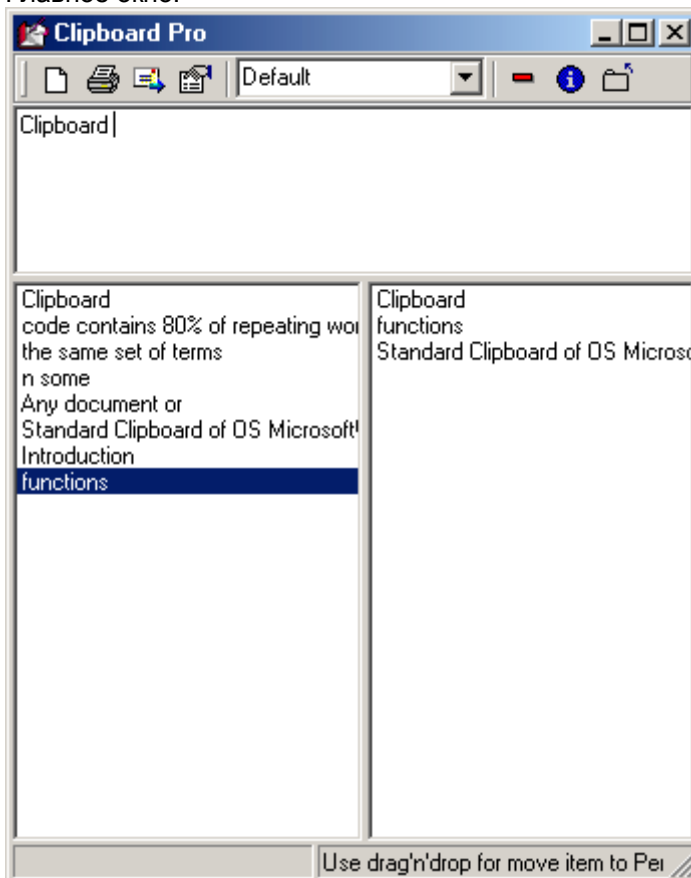 Главное окно.
Clipboard Pro
Default
Clipboard
Clipboard
code contains 80% of repeating wor
the same set of terms
n some
Any document or
Standard Clipboard of OS Microsoft
Introduction
functions
Clipboard
functions
Standard Clipboard of OS Microso
Use drag'n'drop for move item to Per